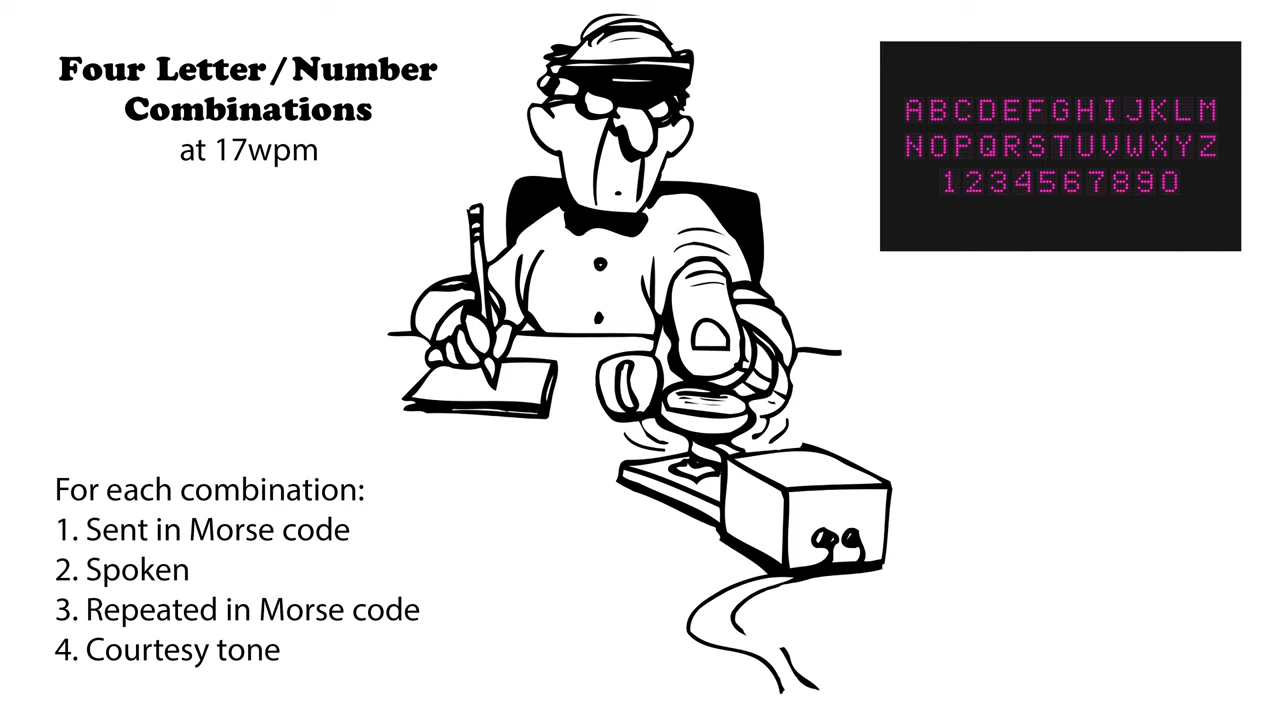 Four Letter/Number
Combinations
at 17wpm
ABCDEFGHIJKLM
NOPQRSTUVWXYZ
1234567890
For each combination:
1. Sent in Morse code
2. Spoken
3. Repeated in Morse code
4. Courtesy tone